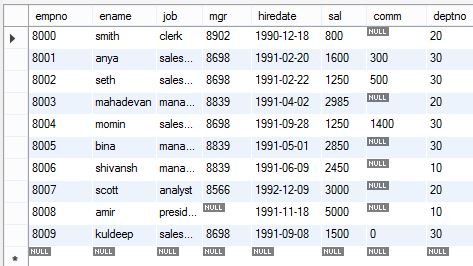 empno ename job mgr hiredate sal comm deptno
8000 smith clerk 8902 1990-12-18 800 NULL 20
8001 anya sales... 8698 1991-02-20 1600 300 30
8002 seth sales... 8698 1991-02-22 1250 500 30
8003 mahadevan mana... 8839 1991-04-02 2985 NULL 20
8004 momin sales... 8698 1991-09-28 1250 1400 30
8005 bina mana... 8839 1991-05-01 2850 NULL 30
8006 shivansh mana... 8839 1991-06-09 2450 NULL 10
8007 scott analyst 8566 1992-12-09 3000 NULL 20
8008 amir presid... NULL 1991-11-18 5000 NULL 10
8009 kuldeep sales... 8698 1991-09-08 1500 0 30
* NULL NULL NULL NULL NULL NULL NULL NULL